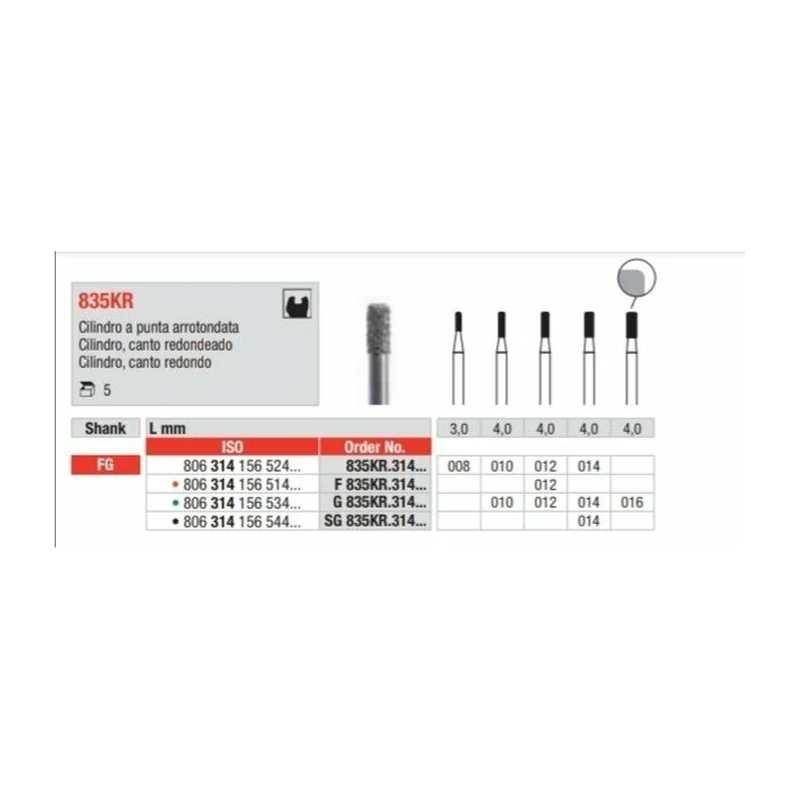 835KR
Cilindro a punta arrotondata
Cilindro, canto redondeado
Cilindro, canto redondo
5
Shank L mm 3,0 4,0 4,0 4,0 4,0
ISO Order No.
FG 806 314 156 524... 835KR.314... 008 010 012 014
806 314 156 514... F 835KR.314... 012
806 314 156 534... G 835KR.314... 010 012 014 016
806 314 156 544... SG 835KR.314... 014